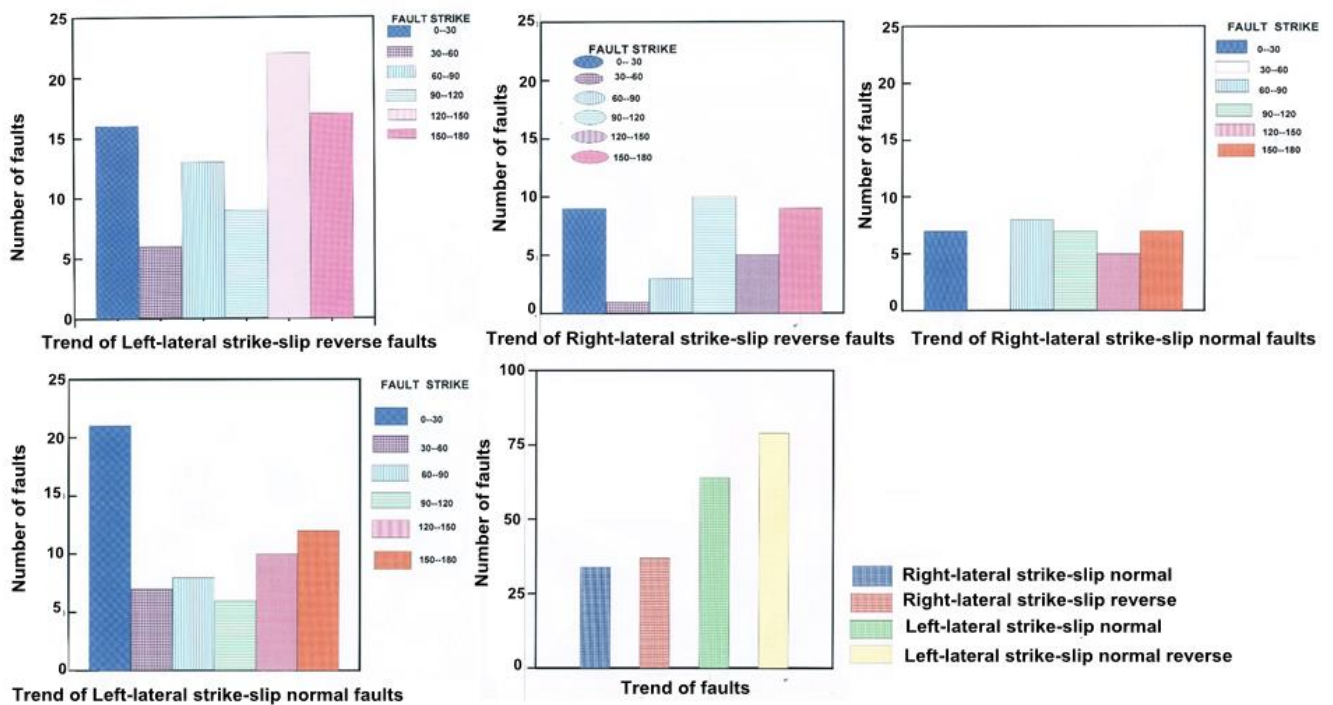 FAULT STRIKE
0--30
30--60
60--90
90--120
120--150
150--180
25
20
15
10
5
0
Number of faults
Trend of Left-lateral strike-slip reverse faults
FAULT STRIKE
0-- 30
30--60
60--90
90--120
120--150
150--180
25
20
15
10
5
0
Number of faults
Trend of Right-lateral strike-slip reverse faults
FAULT STRIKE
0--30
30--60
60--90
90--120
120--150
150--180
25
20
15
10
5
0
Number of faults
Trend of Right-lateral strike-slip normal faults
FAULT STRIKE
0--30
30--60
60--90
90--120
120--150
150--180
25
20
15
10
5
0
Number of faults
Trend of Left-lateral strike-slip normal faults
100
75
50
25
0
Number of faults
Trend of faults
Right-lateral strike-slip normal
Right-lateral strike-slip reverse
Left-lateral strike-slip normal
Left-lateral strike-slip normal reverse